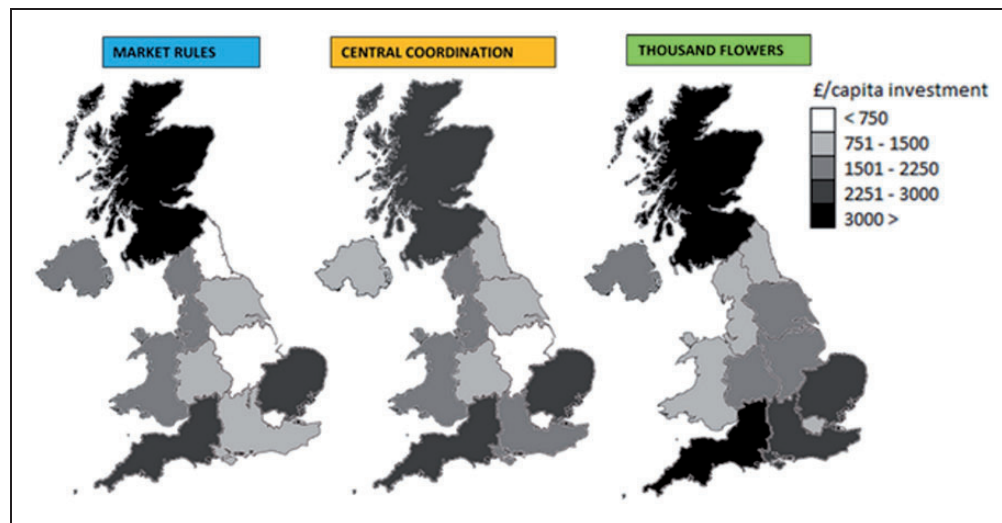 MARKET RULES
CENTRAL COORDINATION
THOUSAND FLOWERS
£/capita investment
< 750
751 - 1500
1501 - 2250
2251 - 3000
3000 >